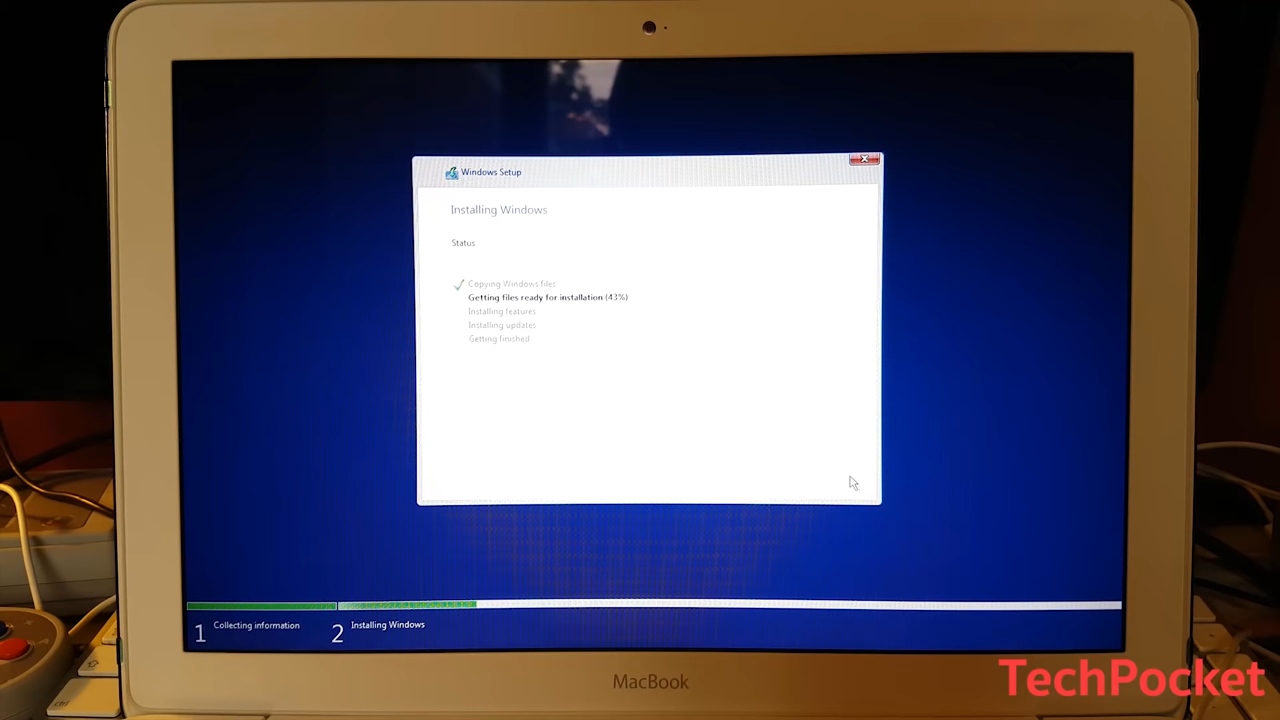 Windows Setup
Installing Windows
Status
Copying Windows files
Getting files ready for installation (43%)
Installing features
Installing updates
Getting finished
1 Collecting information
2 Installing Windows
MacBook
TechPocket